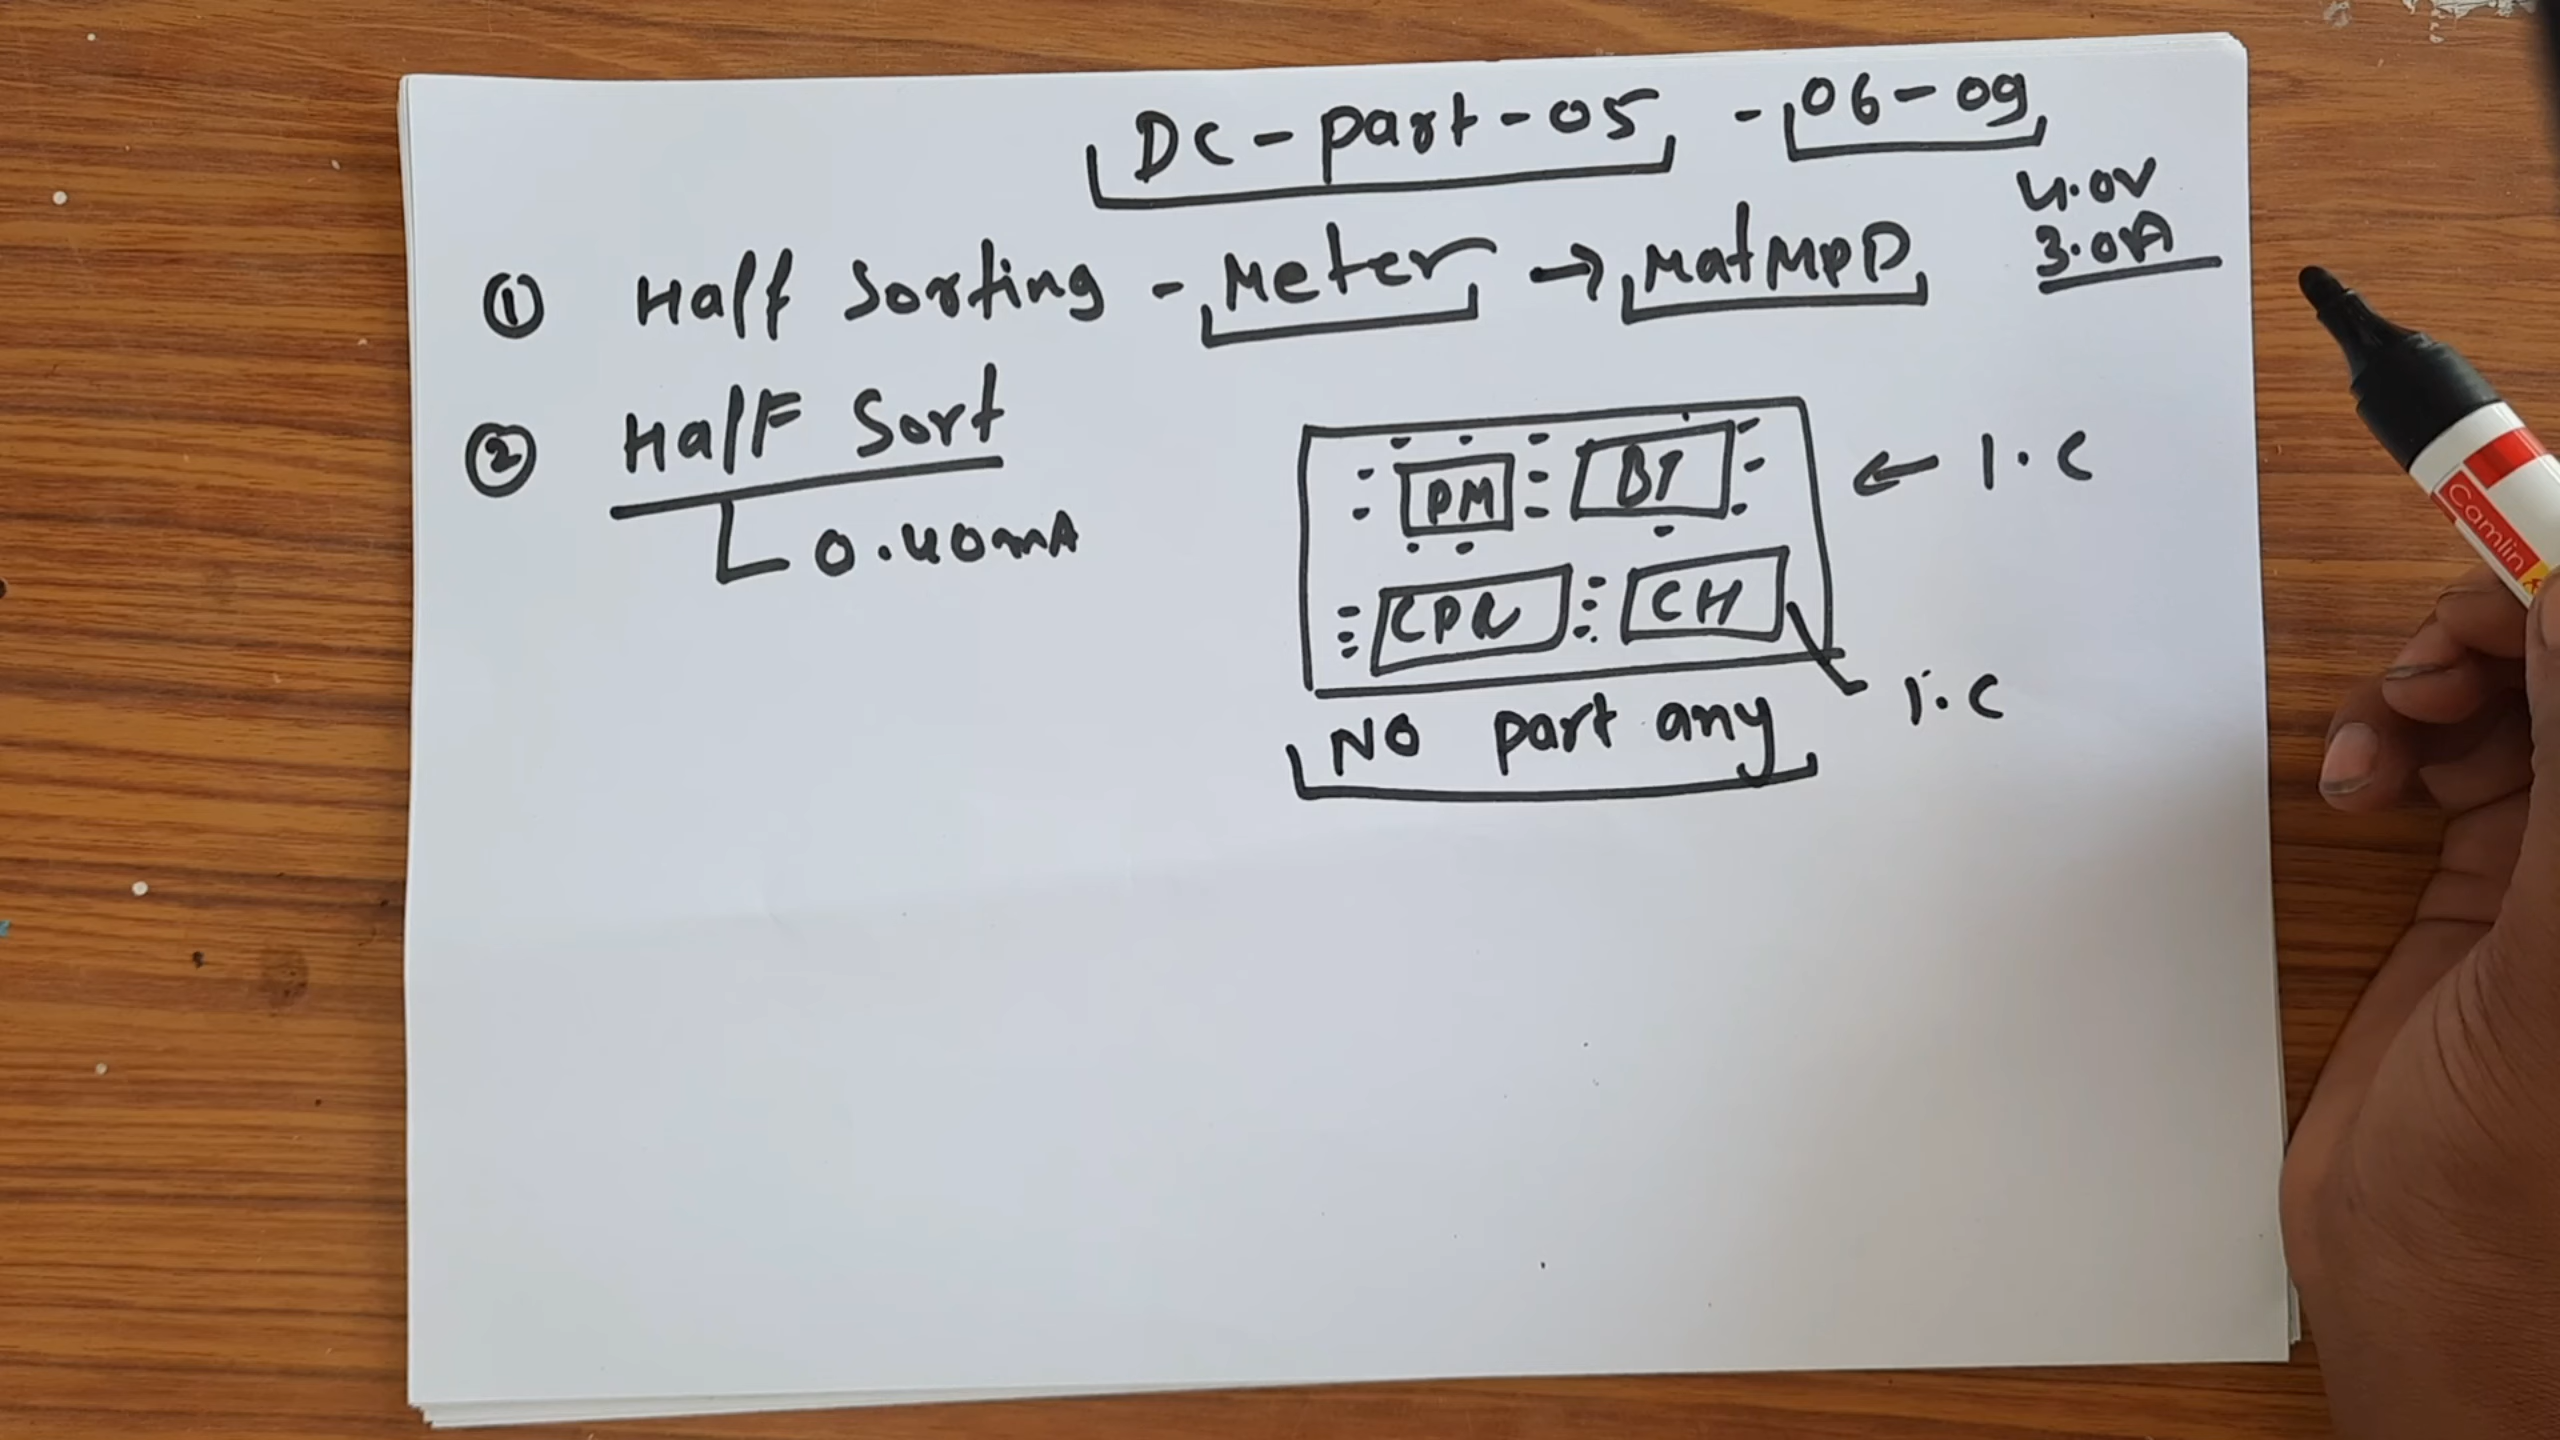 DC - part - 05 - 06 - 09
4.0V
3.0A
① Half Sorting - Meter → MatMPD
② Half Sort
0.40mA
PM BT ← I.C
CPU CH
I.C
NO part any
Camlin